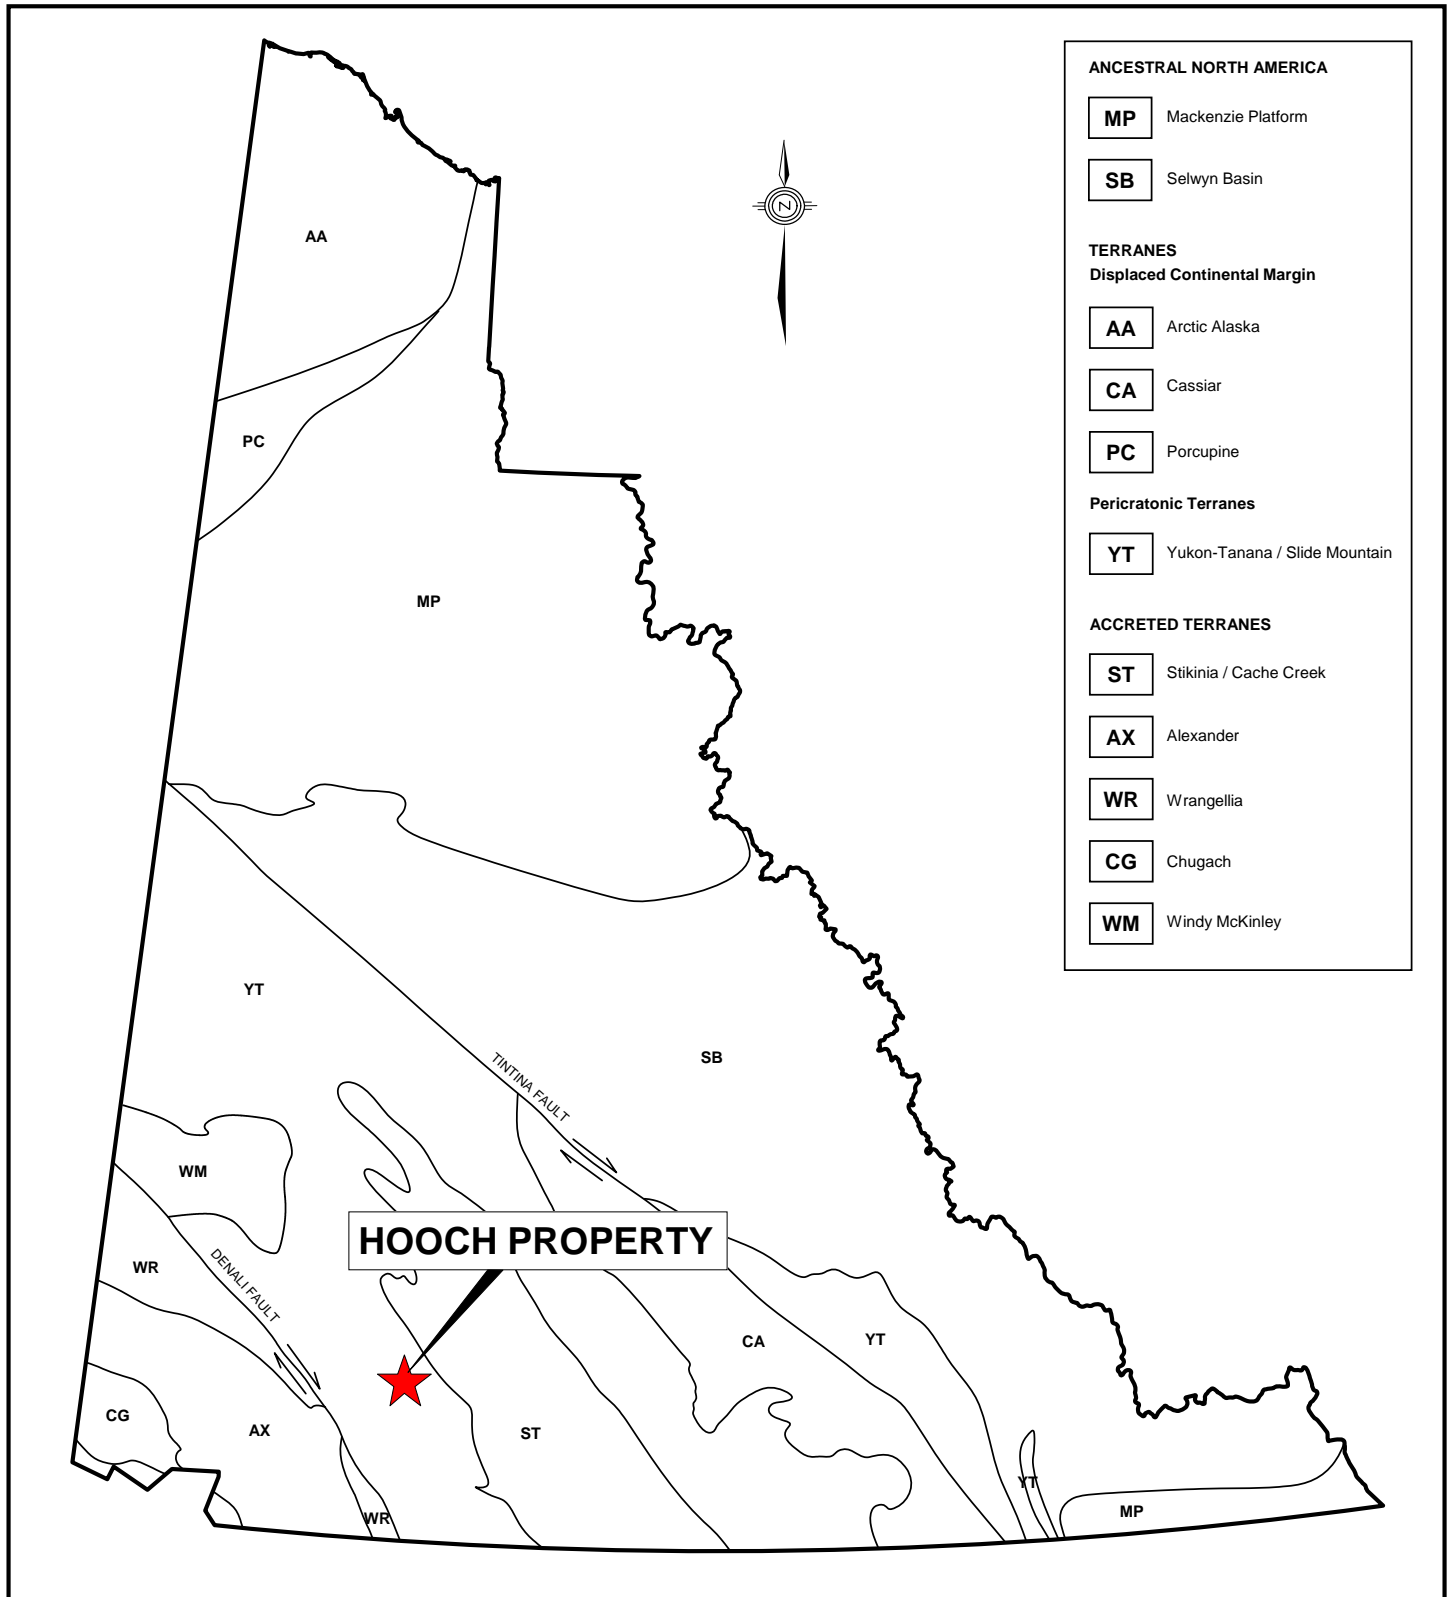 ANCESTRAL NORTH AMERICA
MP Mackenzie Platform
SB Selwyn Basin
TERRANES
Displaced Continental Margin
AA Arctic Alaska
CA Cassiar
PC Porcupine
Pericratonic Terranes
YT Yukon-Tanana / Slide Mountain
ACCRETED TERRANES
ST Stikinia / Cache Creek
AX Alexander
WR Wrangellia
CG Chugach
WM Windy McKinley
N
AA
PC
MP
YT
SB
TINTINA FAULT
WM
HOOCH PROPERTY
WR
DENALI FAULT
CA
YT
CG
AX
ST
YT
WR
MP